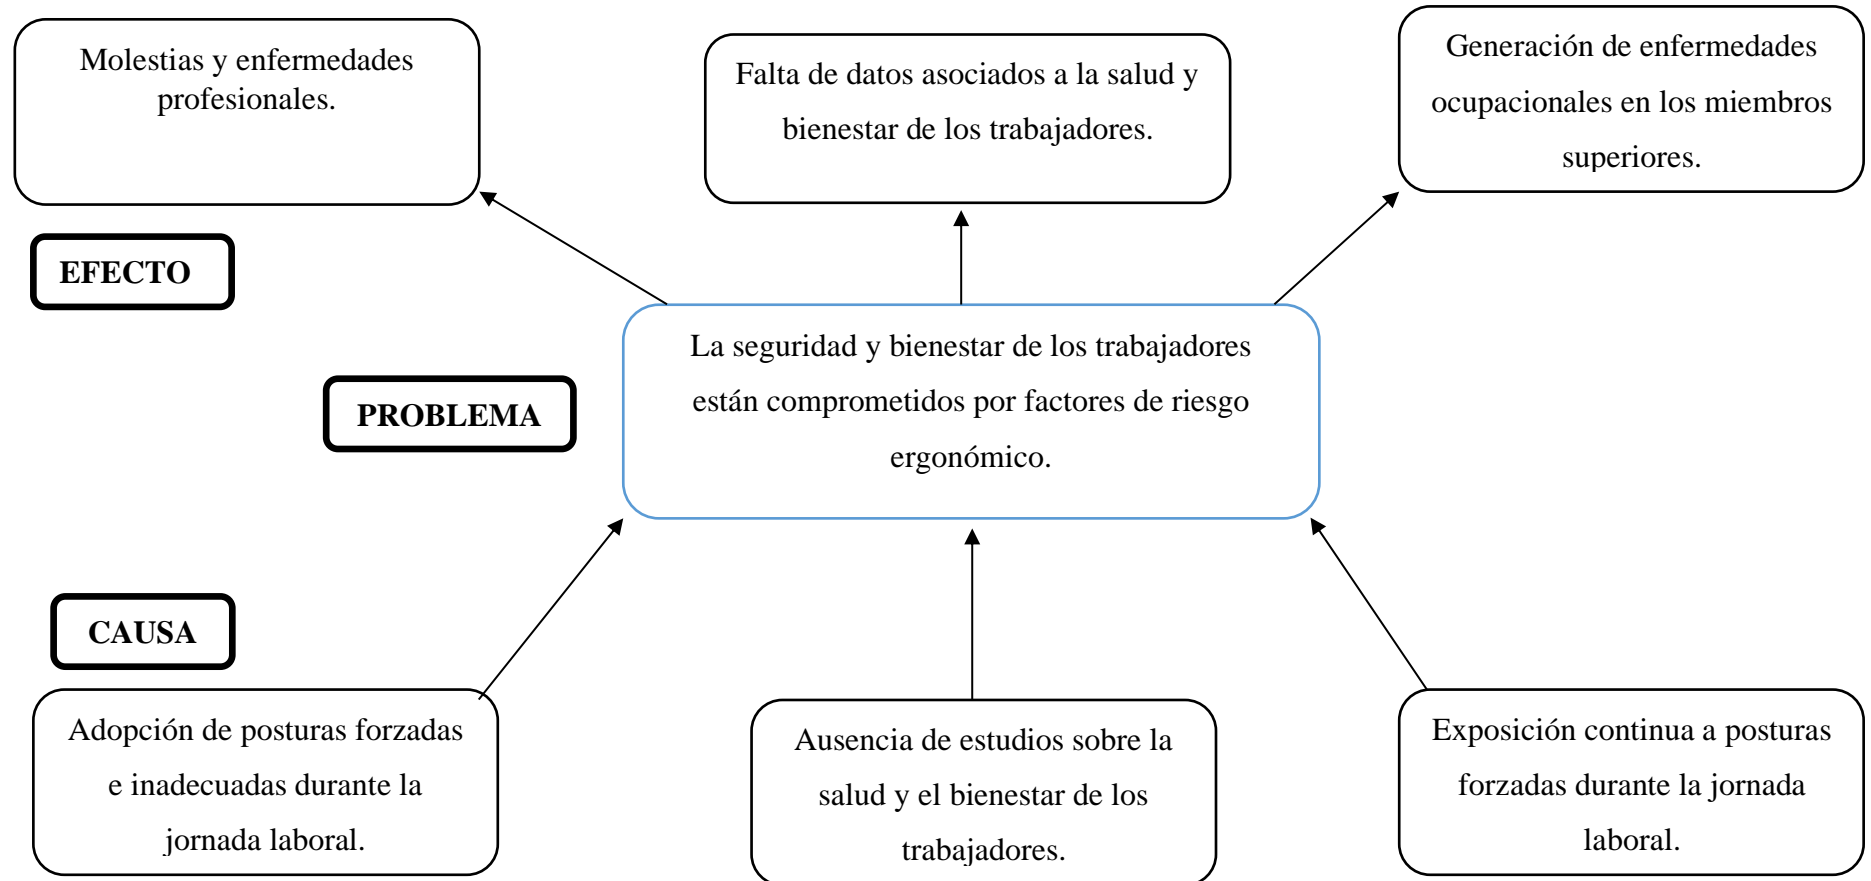 Molestias y enfermedades
profesionales.
Falta de datos asociados a la salud y
bienestar de los trabajadores.
Generación de enfermedades
ocupacionales en los miembros
superiores.
EFECTO
La seguridad y bienestar de los trabajadores
están comprometidos por factores de riesgo
ergonómico.
PROBLEMA
CAUSA
Adopción de posturas forzadas
e inadecuadas durante la
jornada laboral.
Ausencia de estudios sobre la
salud y el bienestar de los
trabajadores.
Exposición continua a posturas
forzadas durante la jornada
laboral.